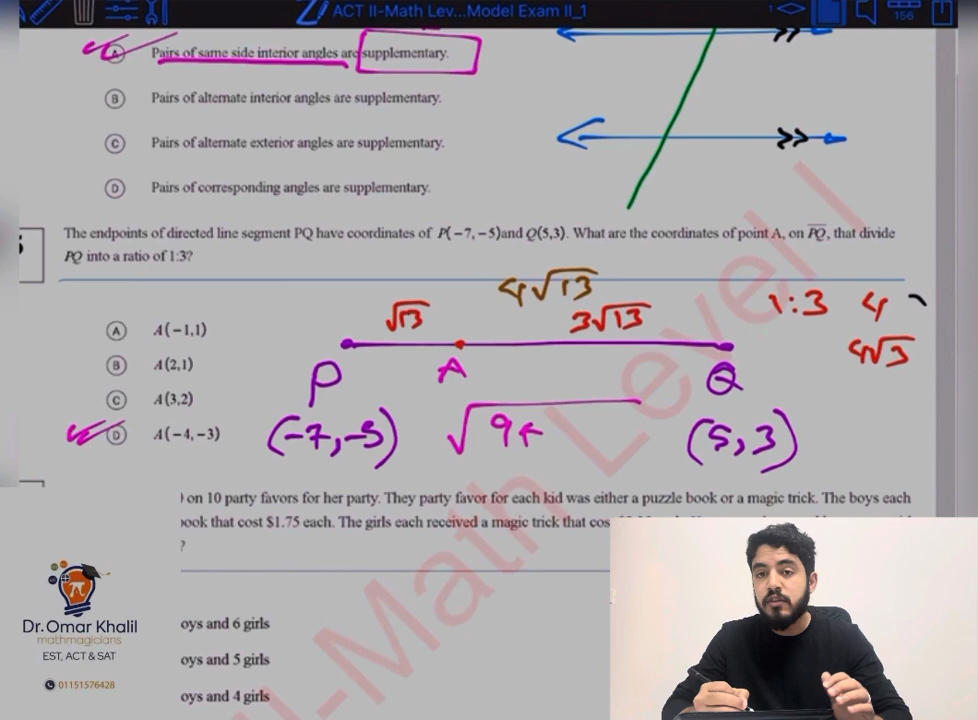 ACT II-Math Lev...Model Exam II_1
1
156
A Pairs of same side interior angles are supplementary.
B Pairs of alternate interior angles are supplementary.
C Pairs of alternate exterior angles are supplementary.
D Pairs of corresponding angles are supplementary.
The endpoints of directed line segment PQ have coordinates of P(−7,−5)and Q(5,3). What are the coordinates of point A, on PQ, that divide
PQ into a ratio of 1:3?
4√13
1:3 4
√13 3√13
4√3
A A(−1,1)
B A(2,1)
C A(3,2)
D A(−4,−3)
P A Q
(-7,-5) √9+ (5,3)
) on 10 party favors for her party. They party favor for each kid was either a puzzle book or a magic trick. The boys each
book that cost $1.75 each. The girls each received a magic trick that cos
?
oys and 6 girls
oys and 5 girls
oys and 4 girls
II-Math Level I
π
Dr.Omar Khalil
mathmagicians
EST, ACT & SAT
01151576428